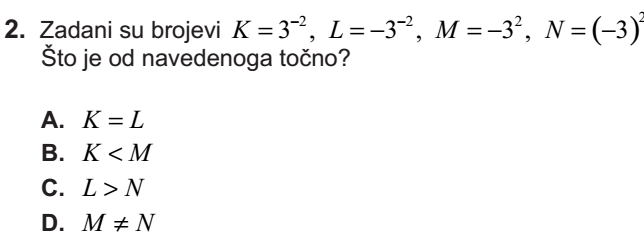 2. Zadani su brojevi K = 3⁻², L = −3⁻², M = −3², N = (−3)²
Što je od navedenoga točno?
A. K = L
B. K < M
C. L > N
D. M ≠ N